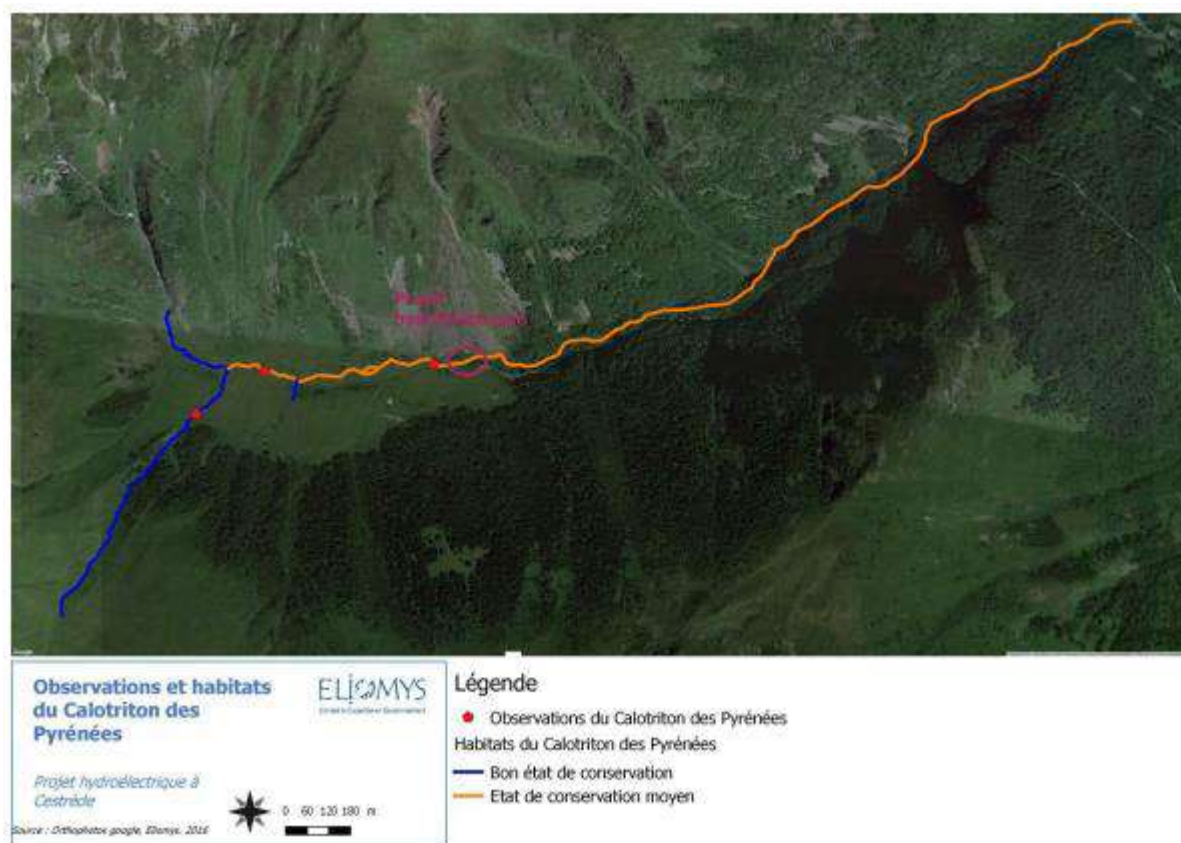 Observations et habitats
du Calotriton des
Pyrénées
ELIOMYS
Projet hydroélectrique à
Cestrède
Source : Orthophotos google, Eliomys, 2016
0 60 120 180 m
Légende
Observations du Calotriton des Pyrénées
Habitats du Calotriton des Pyrénées
Bon état de conservation
Etat de conservation moyen